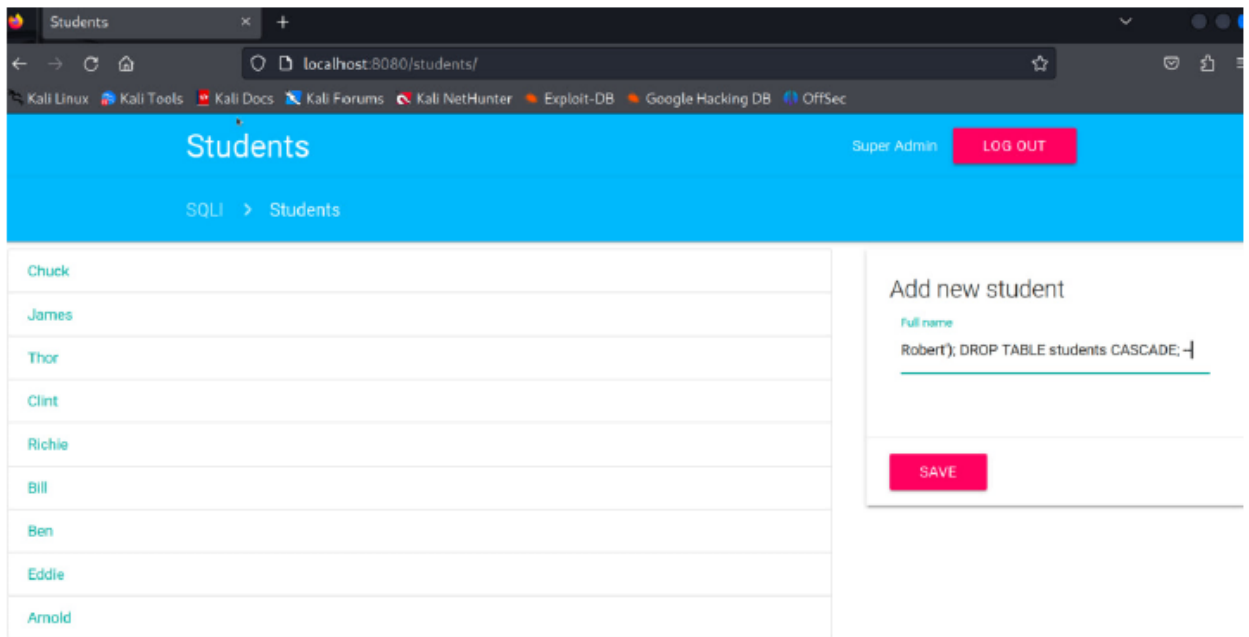 Students
localhost:8080/students/
Kali Linux Kali Tools Kali Docs Kali Forums Kali NetHunter Exploit-DB Google Hacking DB OffSec
Students
Super Admin LOG OUT
SQLI > Students
Chuck
James
Thor
Clint
Richie
Bill
Ben
Eddie
Arnold
Add new student
Full name
Robert'); DROP TABLE students CASCADE; --
SAVE